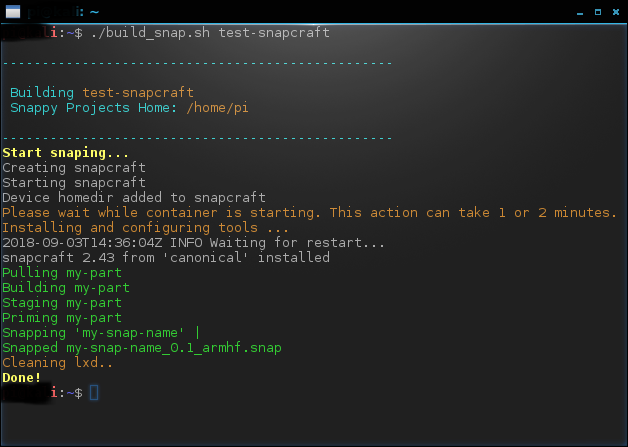 : ~
i:~$ ./build_snap.sh test-snapcraft
-------------------------------------------------
Building test-snapcraft
Snappy Projects Home: /home/pi
-------------------------------------------------
Start snaping...
Creating snapcraft
Starting snapcraft
Device homedir added to snapcraft
Please wait while container is starting. This action can take 1 or 2 minutes.
Installing and configuring tools ...
2018-09-03T14:36:04Z INFO Waiting for restart...
snapcraft 2.43 from 'canonical' installed
Pulling my-part
Building my-part
Staging my-part
Priming my-part
Snapping 'my-snap-name' |
Snapped my-snap-name_0.1_armhf.snap
Cleaning lxd..
Done!
i:~$